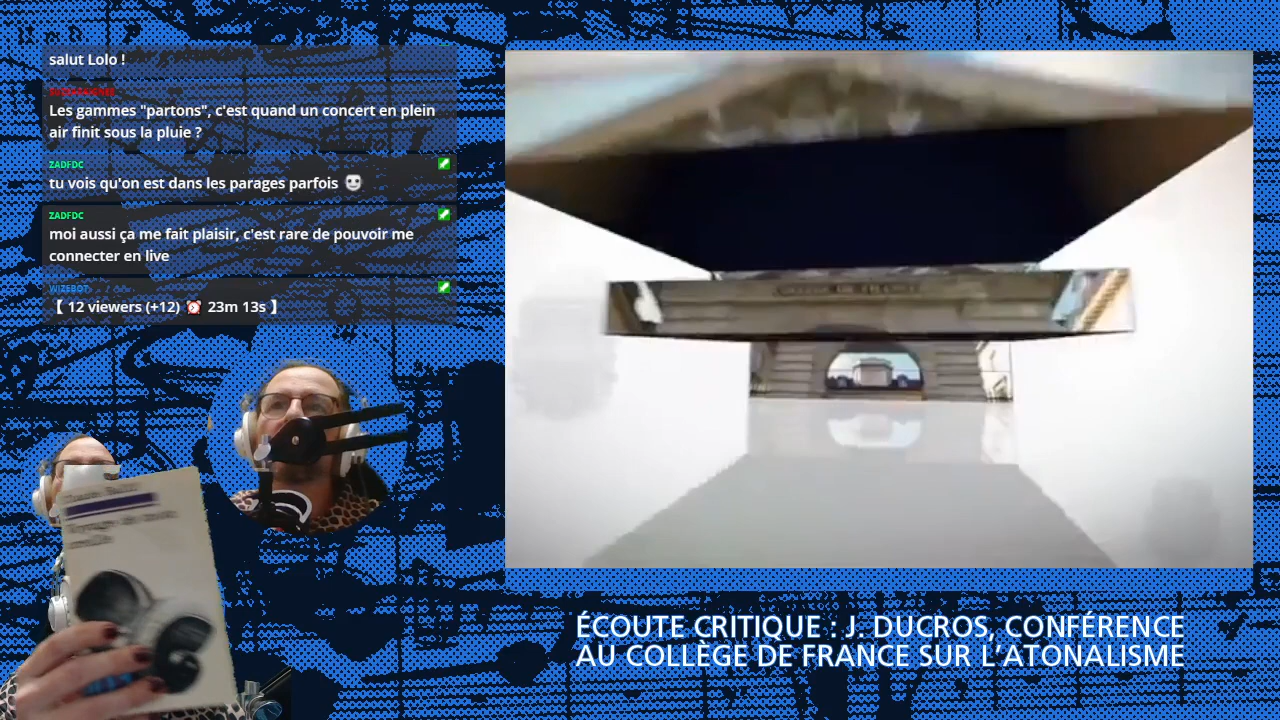 salut Lolo !
Les gammes "partons", c'est quand un concert en plein
air finit sous la pluie ?
ZADFDC
tu vois qu'on est dans les parages parfois
ZADFDC
moi aussi ça me fait plaisir, c'est rare de pouvoir me
connecter en live
WIZEBOT
【 12 viewers (+12) ⏰ 23m 13s 】
ÉCOUTE CRITIQUE : J. DUCROS, CONFÉRENCE
AU COLLÈGE DE FRANCE SUR L'ATONALISME